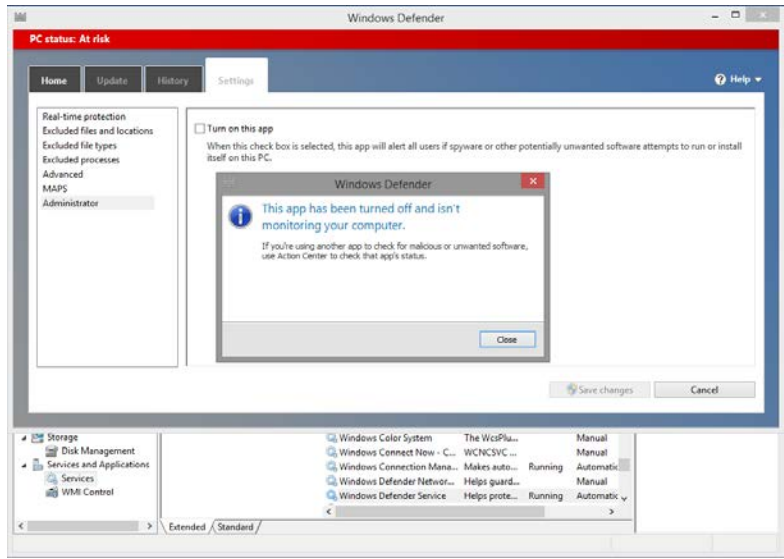 Windows Defender
PC status: At risk
Home Update History Settings Help
Real-time protection
Excluded files and locations
Excluded file types
Excluded processes
Advanced
MAPS
Administrator
Turn on this app
When this check box is selected, this app will alert all users if spyware or other potentially unwanted software attempts to run or install
itself on this PC.
Windows Defender
This app has been turned off and isn't
monitoring your computer.
If you're using another app to check for malicious or unwanted software,
use Action Center to check that app's status.
Close
Save changes Cancel
Storage
Disk Management
Services and Applications
Services
WMI Control
Windows Color System The WcsPlu... Manual
Windows Connect Now - C... WCNCSVC ... Manual
Windows Connection Mana... Makes auto... Running Automatic
Windows Defender Networ... Helps guard... Manual
Windows Defender Service Helps prote... Running Automatic
Extended Standard